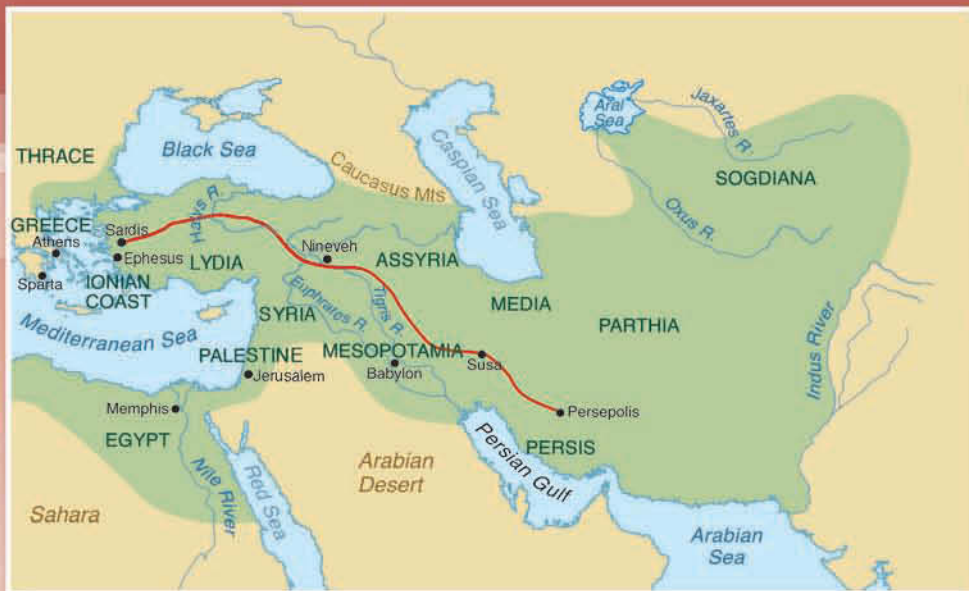 Aral
Sea
Jaxartes R.
Black Sea
Caspian Sea
THRACE
Caucasus Mts
SOGDIANA
Halys R.
Oxus R.
GREECE
Sardis
Athens
Nineveh
Ephesus
LYDIA
ASSYRIA
Sparta
IONIAN
COAST
Euphrates R.
Tigris R.
MEDIA
SYRIA
PARTHIA
Indus River
Mediterranean Sea
PALESTINE
MESOPOTAMIA
Susa
Jerusalem
Babylon
Memphis
Persepolis
EGYPT
PERSIS
Persian Gulf
Arabian
Desert
Nile River
Red Sea
Sahara
Arabian
Sea